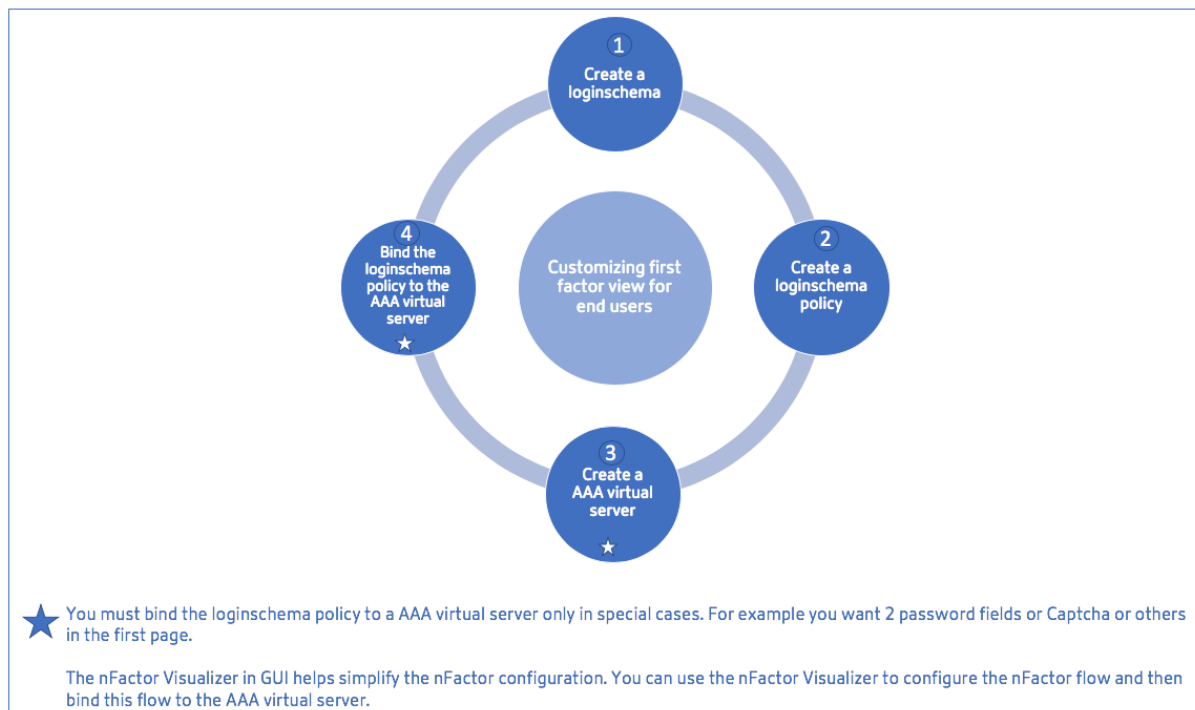 1
Create a
loginschema
2
Create a
loginschema
policy
3
Create a
AAA virtual
server
4
Bind the
loginschema
policy to the
AAA virtual
server
Customizing first
factor view for
end users
You must bind the loginschema policy to a AAA virtual server only in special cases. For example you want 2 password fields or Captcha or others
in the first page.
The nFactor Visualizer in GUI helps simplify the nFactor configuration. You can use the nFactor Visualizer to configure the nFactor flow and then
bind this flow to the AAA virtual server.